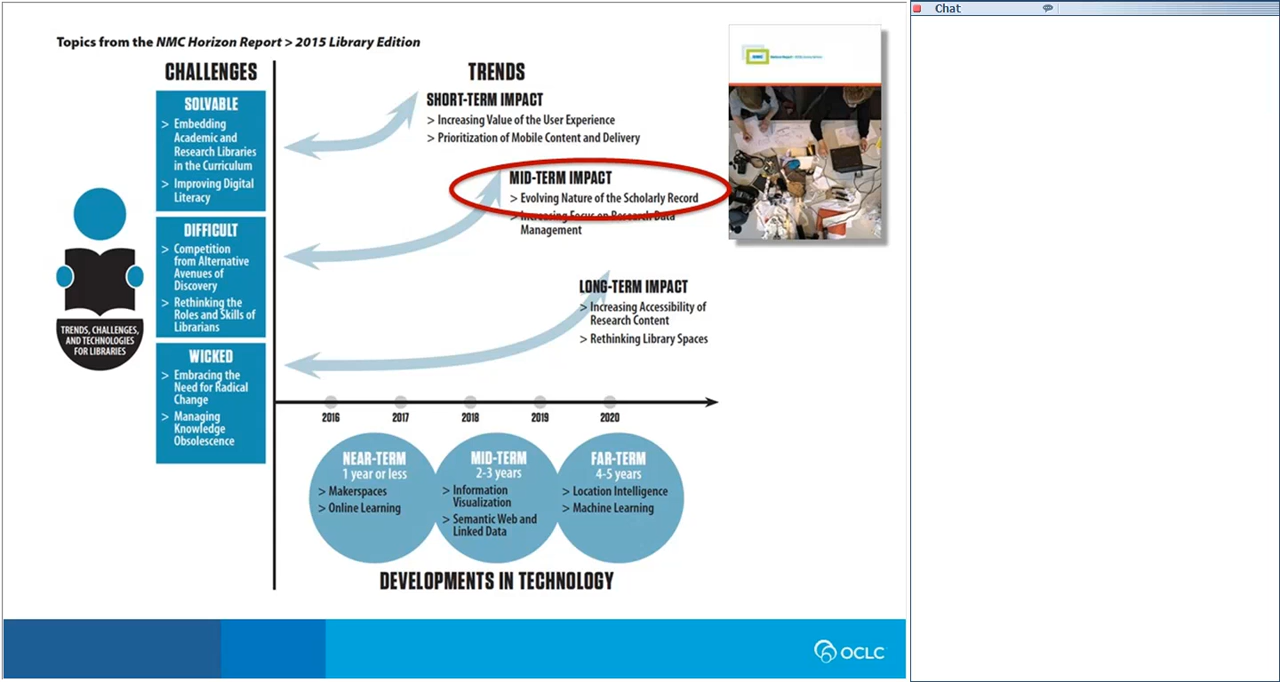 Topics from the NMC Horizon Report > 2015 Library Edition
CHALLENGES
SOLVABLE
> Embedding
Academic and
Research Libraries
in the Curriculum
> Improving Digital
Literacy
DIFFICULT
> Competition
from Alternative
Avenues of
Discovery
> Rethinking the
Roles and Skills of
Librarians
WICKED
> Embracing the
Need for Radical
Change
> Managing
Knowledge
Obsolescence
TRENDS, CHALLENGES,
AND TECHNOLOGIES
FOR LIBRARIES
TRENDS
SHORT-TERM IMPACT
> Increasing Value of the User Experience
> Prioritization of Mobile Content and Delivery
MID-TERM IMPACT
> Evolving Nature of the Scholarly Record
> Increasing Focus on Research Data
Management
LONG-TERM IMPACT
> Increasing Accessibility of
Research Content
> Rethinking Library Spaces
2016 2017 2018 2019 2020
NEAR-TERM
1 year or less
> Makerspaces
> Online Learning
MID-TERM
2-3 years
> Information
Visualization
> Semantic Web and
Linked Data
FAR-TERM
4-5 years
> Location Intelligence
> Machine Learning
DEVELOPMENTS IN TECHNOLOGY
OCLC
Chat